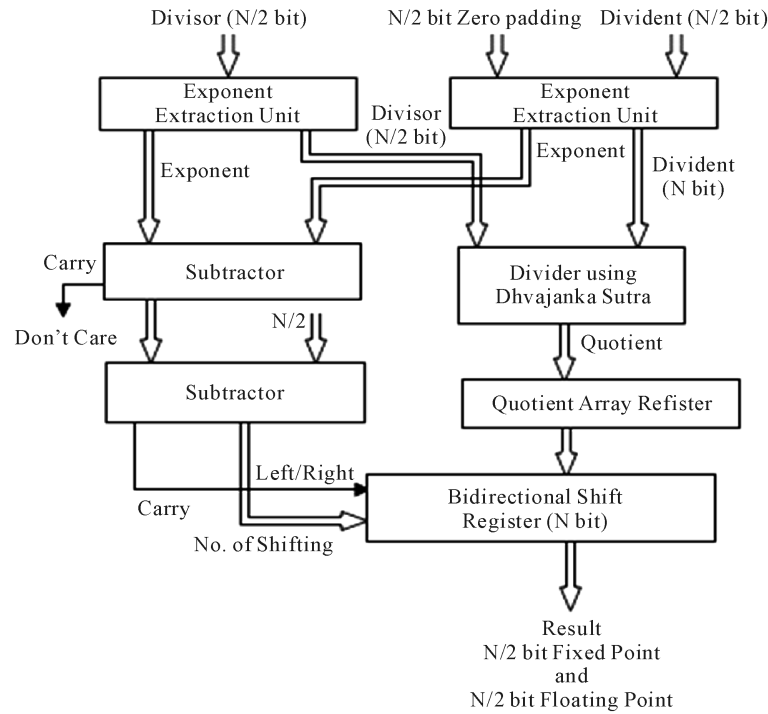 Divisor (N/2 bit)
N/2 bit Zero padding
Divident (N/2 bit)
Exponent
Extraction Unit
Exponent
Extraction Unit
Divisor
(N/2 bit)
Exponent
Exponent
Divident
(N bit)
Carry
Subtractor
Divider using
Dhvajanka Sutra
Don't Care
N/2
Quotient
Subtractor
Quotient Array Refister
Left/Right
Carry
Bidirectional Shift
Register (N bit)
No. of Shifting
Result
N/2 bit Fixed Point
and
N/2 bit Floating Point